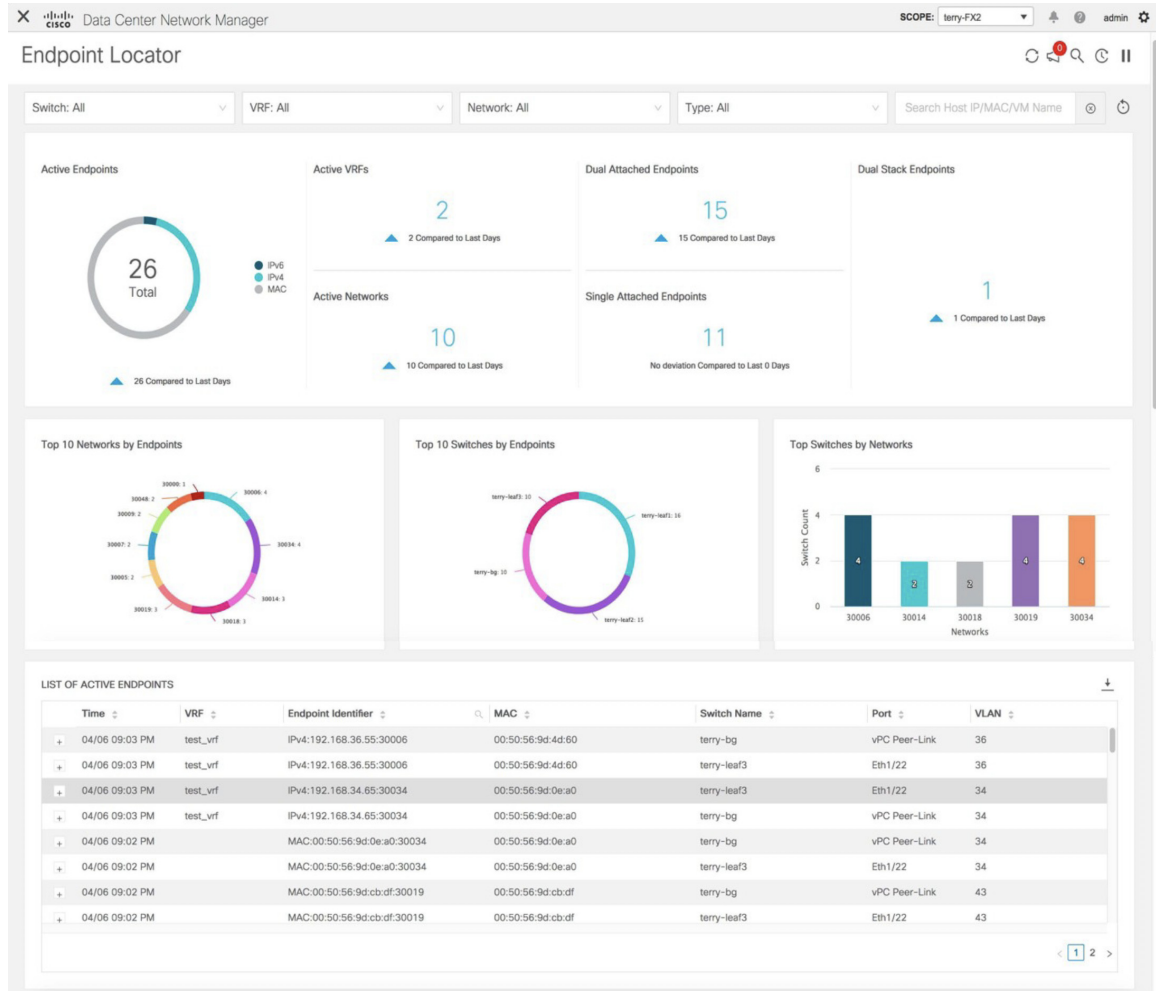 cisco Data Center Network Manager SCOPE: terry-FX2 admin
Endpoint Locator 0
Switch: All VRF: All Network: All Type: All Search Host IP/MAC/VM Name
Active Endpoints Active VRFs Dual Attached Endpoints Dual Stack Endpoints
2 15
2 Compared to Last Days 15 Compared to Last Days
26
Total
IPv6
IPv4
MAC
Active Networks Single Attached Endpoints
1
1 Compared to Last Days
10 11
10 Compared to Last Days No deviation Compared to Last 0 Days
26 Compared to Last Days
Top 10 Networks by Endpoints
30000: 1
30006: 4
30048: 2
30009: 2
30007: 2
30034: 4
30005: 2
30014: 3
30019: 3
30018: 3
Top 10 Switches by Endpoints
terry-leaf3: 10
terry-leaf1: 16
terry-bg: 10
terry-leaf2: 15
Top Switches by Networks
6
4
2
0
Switch Count
4 2 2 4 4
30006 30014 30018 30019 30034
Networks
LIST OF ACTIVE ENDPOINTS
Time VRF Endpoint Identifier MAC Switch Name Port VLAN
+ 04/06 09:03 PM test_vrf IPv4:192.168.36.55:30006 00:50:56:9d:4d:60 terry-bg vPC Peer-Link 36
+ 04/06 09:03 PM test_vrf IPv4:192.168.36.55:30006 00:50:56:9d:4d:60 terry-leaf3 Eth1/22 36
+ 04/06 09:03 PM test_vrf IPv4:192.168.34.65:30034 00:50:56:9d:0e:a0 terry-leaf3 Eth1/22 34
+ 04/06 09:03 PM test_vrf IPv4:192.168.34.65:30034 00:50:56:9d:0e:a0 terry-bg vPC Peer-Link 34
+ 04/06 09:02 PM MAC:00:50:56:9d:0e:a0:30034 00:50:56:9d:0e:a0 terry-bg vPC Peer-Link 34
+ 04/06 09:02 PM MAC:00:50:56:9d:0e:a0:30034 00:50:56:9d:0e:a0 terry-leaf3 Eth1/22 34
+ 04/06 09:02 PM MAC:00:50:56:9d:cb:df:30019 00:50:56:9d:cb:df terry-bg vPC Peer-Link 43
+ 04/06 09:02 PM MAC:00:50:56:9d:cb:df:30019 00:50:56:9d:cb:df terry-leaf3 Eth1/22 43
< 1 2 >